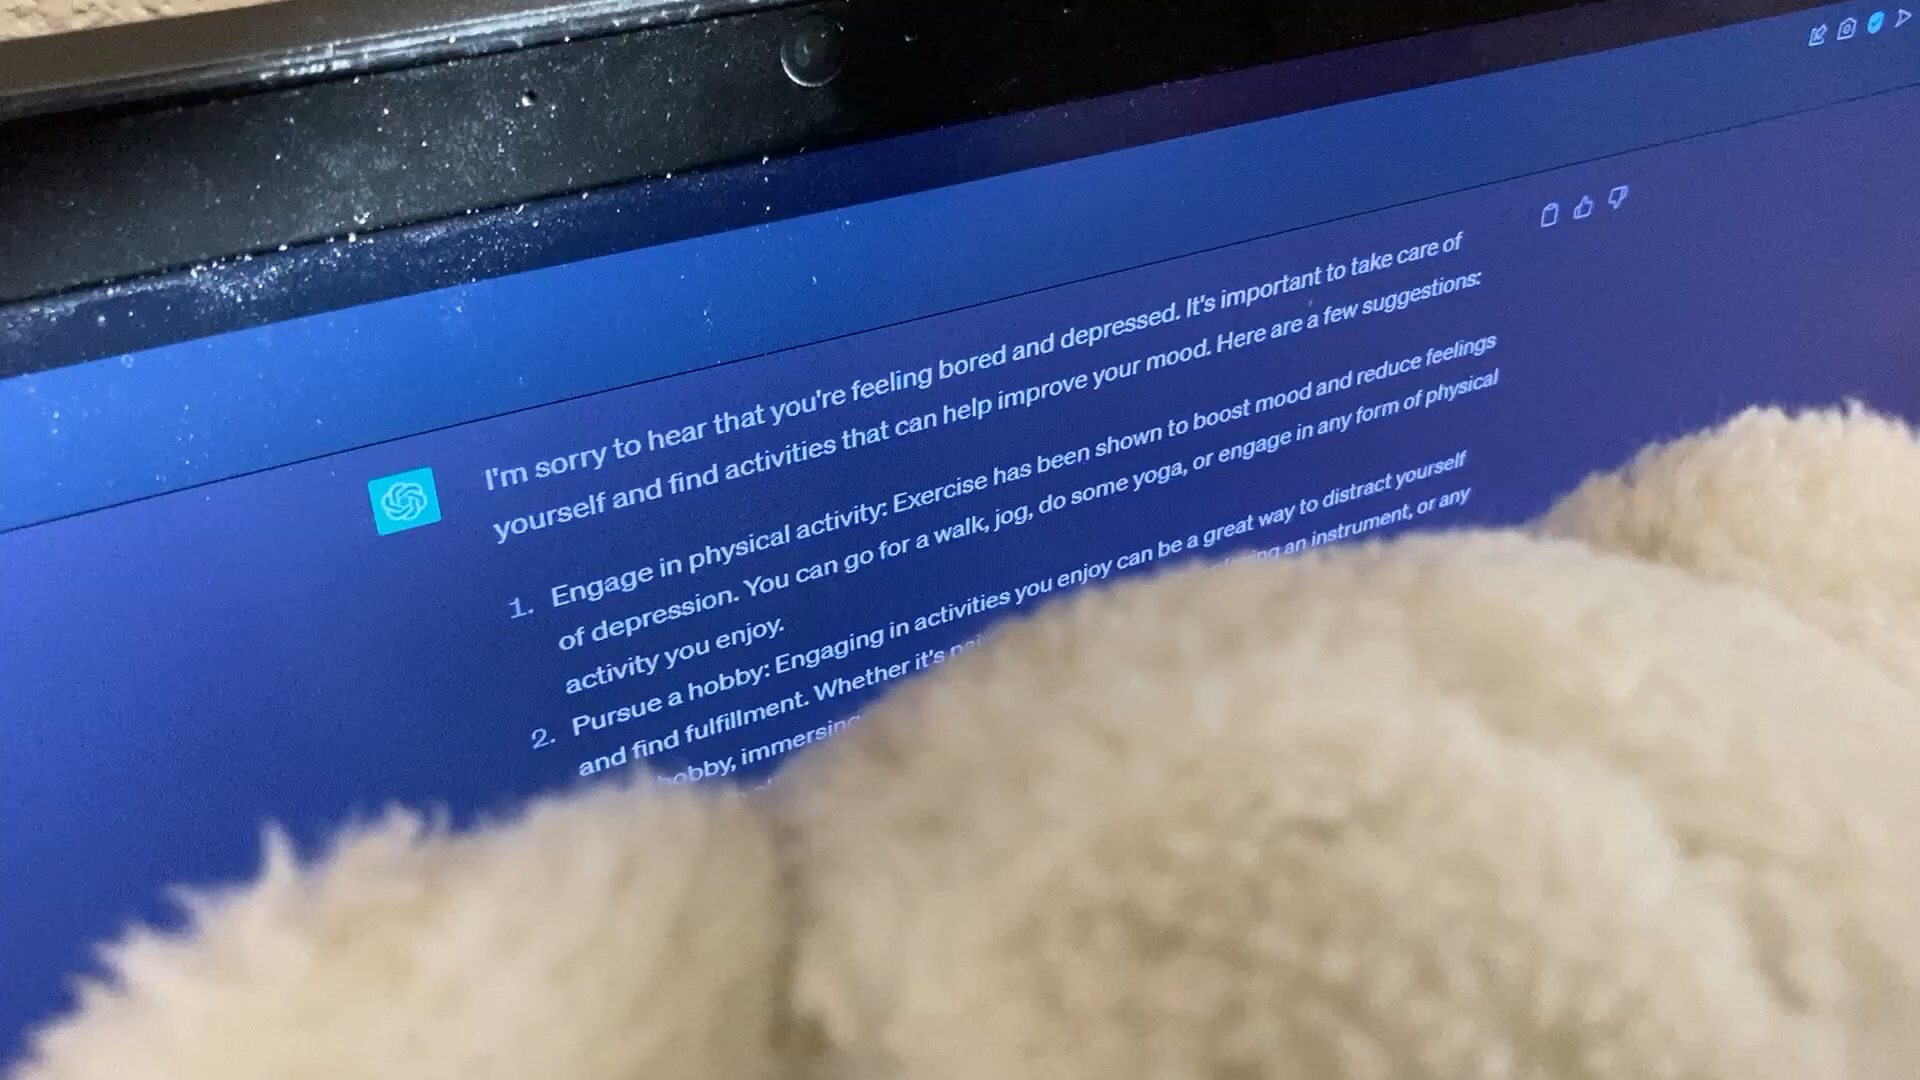 I'm sorry to hear that you're feeling bored and depressed. It's important to take care of
yourself and find activities that can help improve your mood. Here are a few suggestions:
1. Engage in physical activity: Exercise has been shown to boost mood and reduce feelings
of depression. You can go for a walk, jog, do some yoga, or engage in any form of physical
activity you enjoy.
2. Pursue a hobby: Engaging in activities you enjoy can be a great way to distract yourself
and find fulfillment. Whether it's an instrument, or any
hobby,